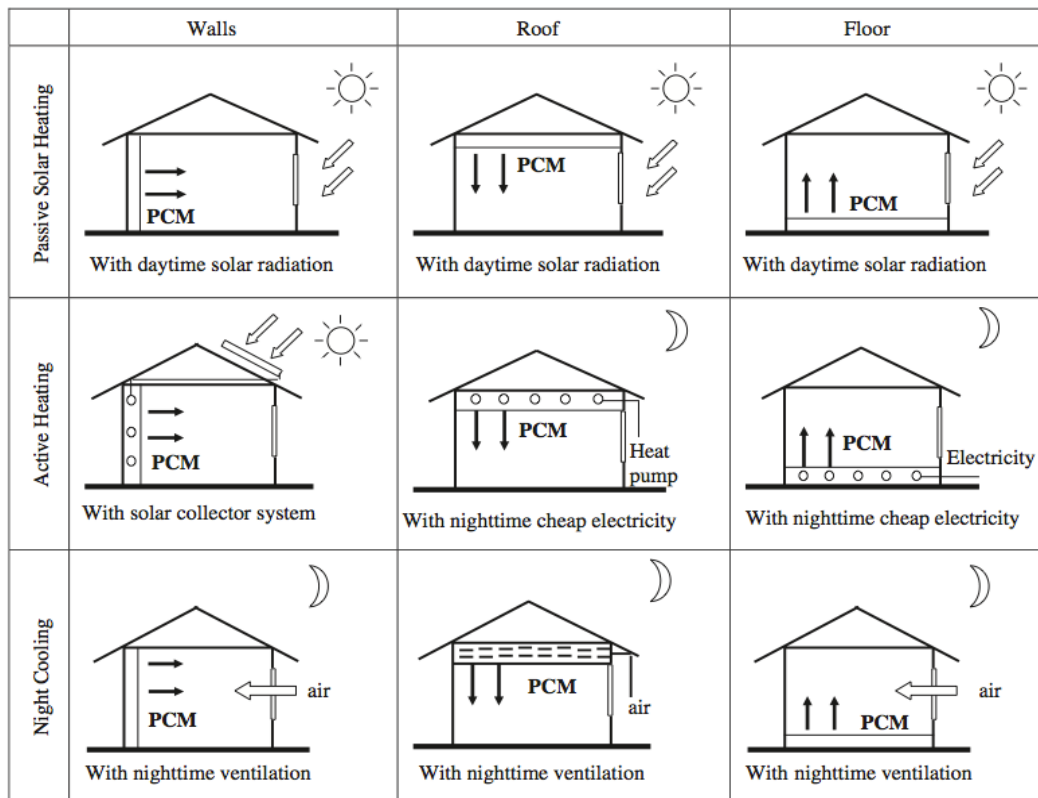 Walls
Roof
Floor
Passive Solar Heating
PCM
With daytime solar radiation
PCM
With daytime solar radiation
PCM
With daytime solar radiation
Active Heating
PCM
With solar collector system
PCM
Heat
pump
With nighttime cheap electricity
PCM
Electricity
With nighttime cheap electricity
Night Cooling
air
PCM
With nighttime ventilation
PCM
air
With nighttime ventilation
air
PCM
With nighttime ventilation